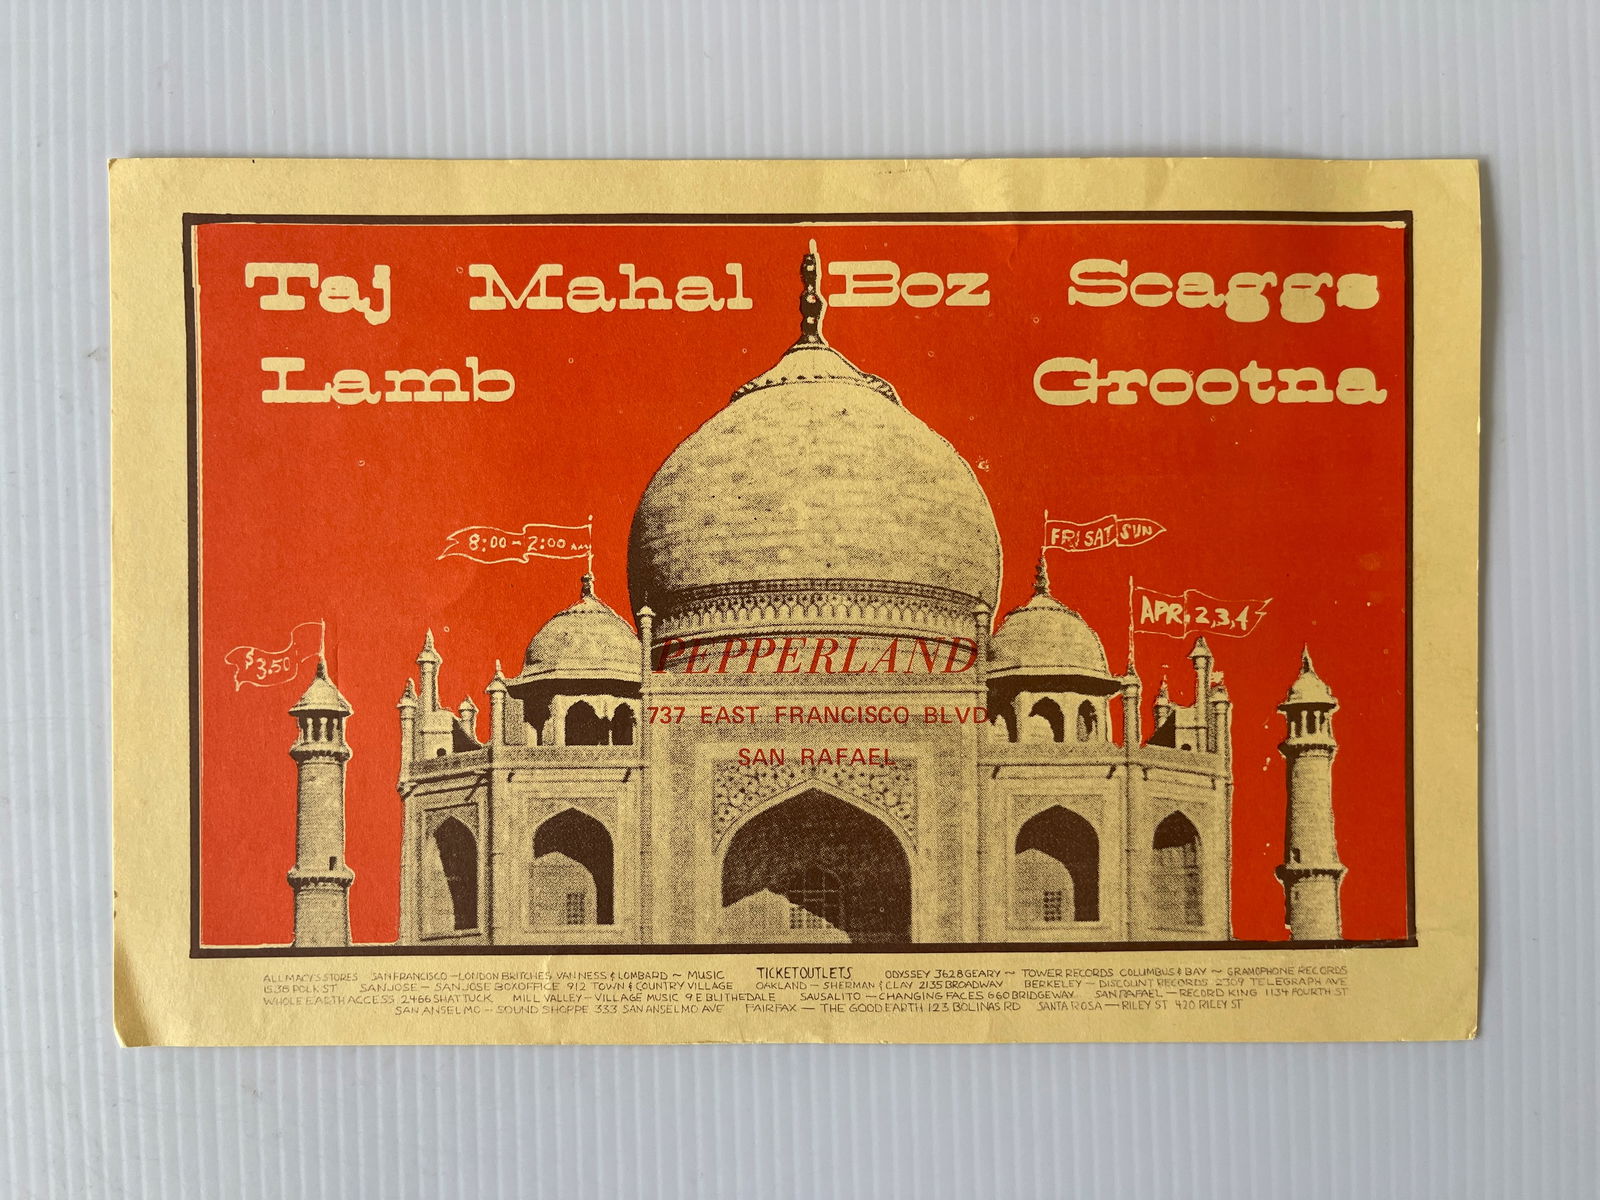 Taj Mahal Boz Scaggs
Lamb Grootna
8:00 - 2:00 AM
FRI SAT SUN
APR. 2,3,4
$3.50
PEPPERLAND
737 EAST FRANCISCO BLVD.
SAN RAFAEL
ALL MACY'S STORES SAN FRANCISCO - LONDON BRITCHES VAN NESS & LOMBARD ~ MUSIC TICKET OUTLETS ODYSSEY 3628 GEARY ~ TOWER RECORDS COLUMBUS & BAY ~ GRAMOPHONE RECORDS
1538 POLK ST SAN JOSE - SAN JOSE BOX OFFICE 912 TOWN & COUNTRY VILLAGE OAKLAND - SHERMAN & CLAY 2135 BROADWAY BERKELEY - DISCOUNT RECORDS 2309 TELEGRAPH AVE
WHOLE EARTH ACCESS 2466 SHATTUCK MILL VALLEY - VILLAGE MUSIC 9 E BLITHEDALE SAUSALITO - CHANGING FACES 660 BRIDGEWAY SAN RAFAEL - RECORD KING 1134 FOURTH ST
SAN ANSELMO - SOUND SHOPPE 333 SAN ANSELMO AVE FAIRFAX - THE GOOD EARTH 123 BOLINAS RD SANTA ROSA - RILEY ST 420 RILEY ST